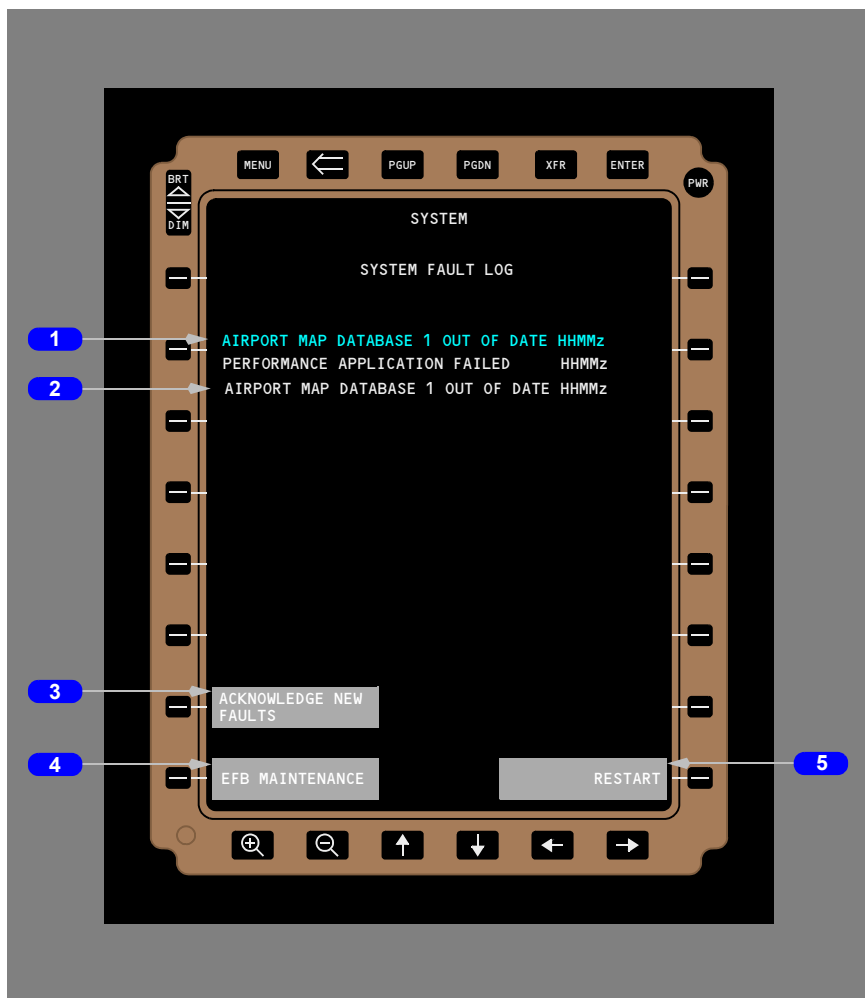 MENU
PGUP
PGDN
XFR
ENTER
BRT
PWR
DIM
SYSTEM
SYSTEM FAULT LOG
1
AIRPORT MAP DATABASE 1 OUT OF DATE HHMMz
PERFORMANCE APPLICATION FAILED HHMMz
2
AIRPORT MAP DATABASE 1 OUT OF DATE HHMMz
3
ACKNOWLEDGE NEW
FAULTS
4
EFB MAINTENANCE
RESTART
5